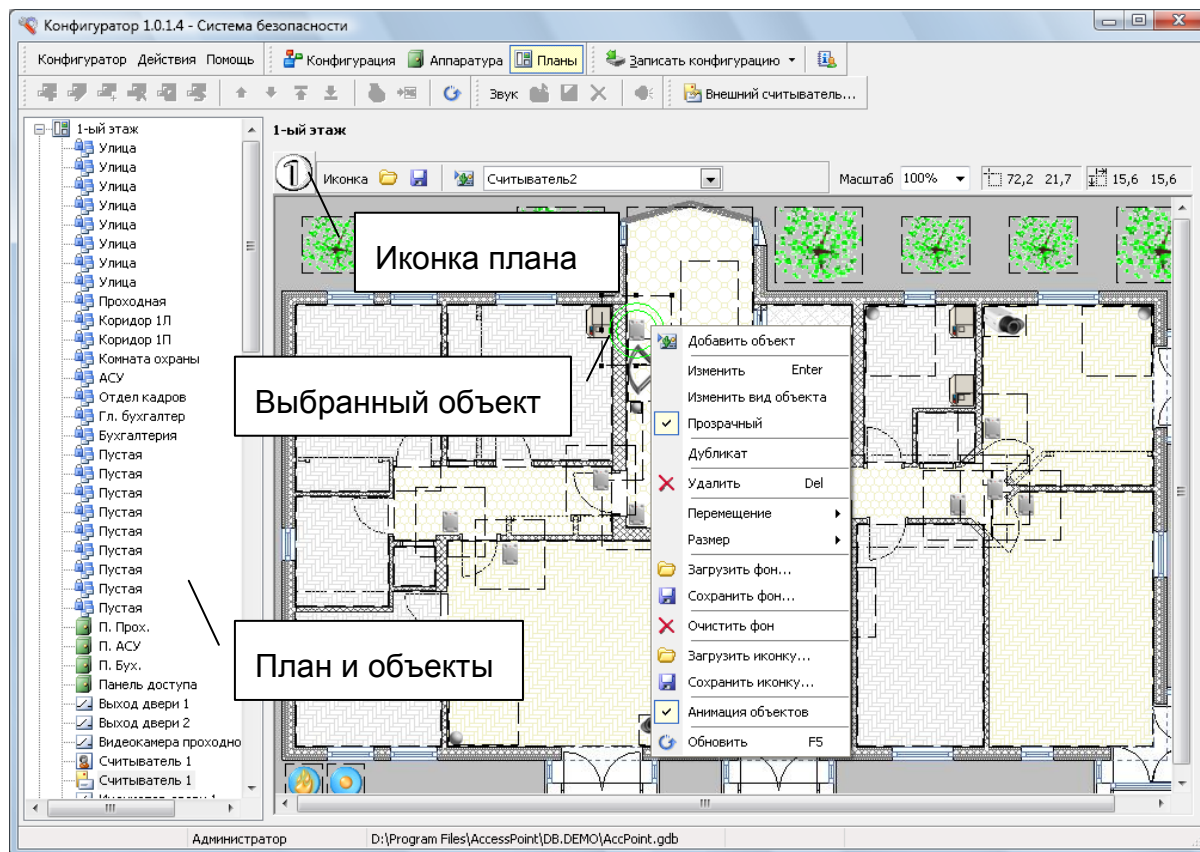 Конфигуратор 1.0.1.4 - Система безопасности
Конфигуратор Действия Помощь Конфигурация Аппаратура Планы Записать конфигурацию
Звук Внешний считыватель...
1-ый этаж
Улица
Улица
Улица
Улица
Улица
Улица
Улица
Улица
Проходная
Коридор 1Л
Коридор 1П
Комната охраны
АСУ
Отдел кадров
Гл. бухгалтер
Бухгалтерия
Пустая
Пустая
Пустая
Пустая
Пустая
Пустая
Пустая
Пустая
Пустая
П. Прох.
П. АСУ
П. Бух.
Панель доступа
Выход двери 1
Выход двери 2
Видеокамера проходно
Считыватель 1
Считыватель 1
1-ый этаж
1 Иконка Считыватель2 Масштаб 100% 72,2 21,7 15,6 15,6
Иконка плана
Выбранный объект
План и объекты
Добавить объект
Изменить Enter
Изменить вид объекта
Прозрачный
Дубликат
Удалить Del
Перемещение
Размер
Загрузить фон...
Сохранить фон...
Очистить фон
Загрузить иконку...
Сохранить иконку...
Анимация объектов
Обновить F5
Администратор D:\Program Files\AccessPoint\DB.DEMO\AccPoint.gdb